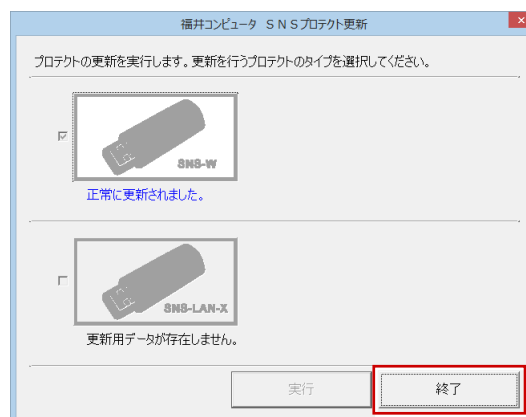 福井コンピュータ SNSプロテクト更新
プロテクトの更新を実行します。更新を行うプロテクトのタイプを選択してください。
SNS-W
正常に更新されました。
SNS-LAN-X
更新用データが存在しません。
実行
終了